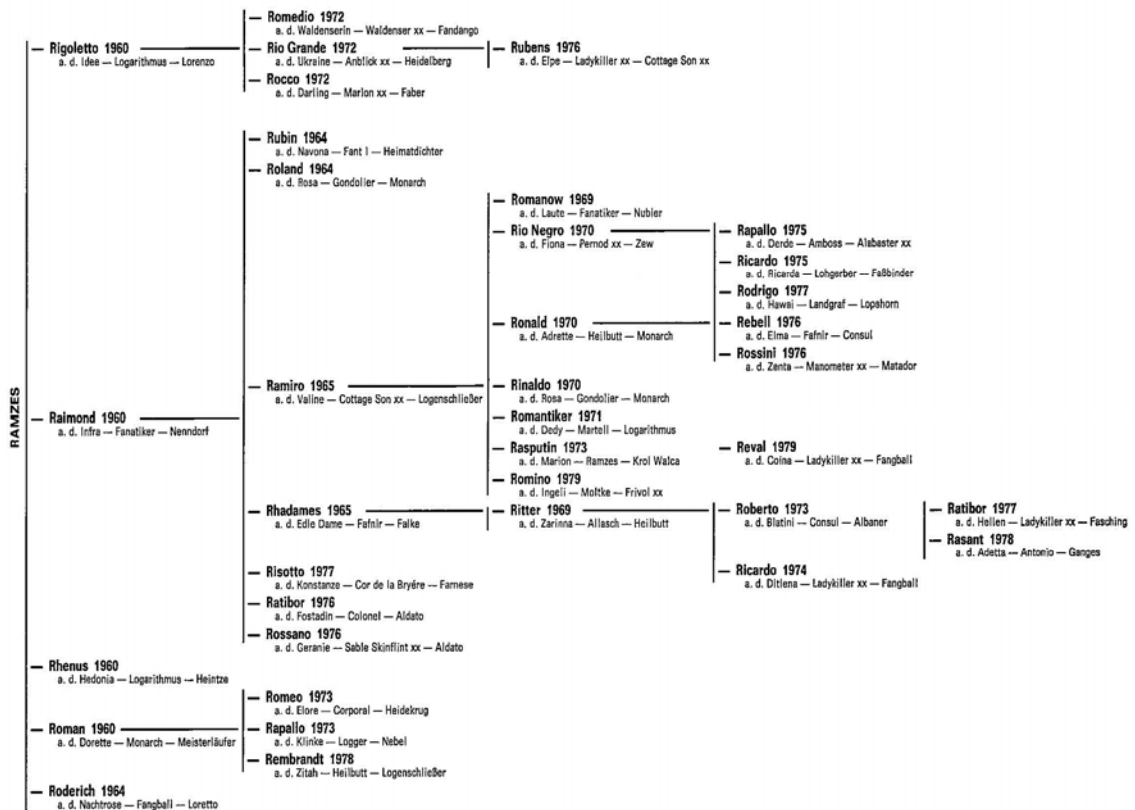 RAMZES
— Rigoletto 1960
a. d. Idee — Logarithmus — Lorenzo
— Romedio 1972
a. d. Waldenserin — Waldenser xx — Fandango
— Rio Grande 1972
a. d. Ukraine — Anblick xx — Heidelberg
— Rubens 1976
a. d. Elpe — Ladykiller xx — Cottage Son xx
— Rocco 1972
a. d. Darling — Marlon xx — Faber
— Raimond 1960
a. d. Infra — Fanatiker — Nenndorf
— Rubin 1964
a. d. Navona — Fant I — Heimatdichter
— Roland 1964
a. d. Rosa — Gondolier — Monarch
— Ramiro 1965
a. d. Valine — Cottage Son xx — Logenschließer
— Romanow 1969
a. d. Laute — Fanatiker — Nubier
— Rio Negro 1970
a. d. Fiona — Pernod xx — Zew
— Rapallo 1975
a. d. Derde — Amboss — Alabaster xx
— Ricardo 1975
a. d. Ricarda — Lohgerber — Faßbinder
— Rodrigo 1977
a. d. Hawai — Landgraf — Lopshorn
— Ronald 1970
a. d. Adrette — Heilbutt — Monarch
— Rebell 1976
a. d. Elma — Fafnir — Consul
— Rossini 1976
a. d. Zenta — Manometer xx — Matador
— Rinaldo 1970
a. d. Rosa — Gondolier — Monarch
— Romantiker 1971
a. d. Dedy — Martell — Logarithmus
— Rasputin 1973
a. d. Marion — Ramzes — Krol Walca
— Reval 1979
a. d. Coina — Ladykiller xx — Fangball
— Romino 1979
a. d. Ingeli — Moltke — Frivol xx
— Rhadames 1965
a. d. Edle Dame — Fafnir — Falke
— Ritter 1969
a. d. Zarinna — Allasch — Heilbutt
— Roberto 1973
a. d. Blatini — Consul — Albaner
— Ratibor 1977
a. d. Hellen — Ladykiller xx — Fasching
— Rasant 1978
a. d. Adetta — Antonio — Ganges
— Ricardo 1974
a. d. Ditlena — Ladykiller xx — Fangball
— Risotto 1977
a. d. Konstanze — Cor de la Bryére — Farnese
— Ratibor 1976
a. d. Fostadin — Colonel — Aldato
— Rossano 1976
a. d. Geranie — Sable Skinflint xx — Aldato
— Rhenus 1960
a. d. Hedonia — Logarithmus — Heintze
— Roman 1960
a. d. Dorette — Monarch — Meisterläufer
— Romeo 1973
a. d. Elore — Corporal — Heidekrug
— Rapallo 1973
a. d. Klinke — Logger — Nebel
— Rembrandt 1978
a. d. Zitah — Heilbutt — Logenschließer
— Roderich 1964
a. d. Nachtrose — Fangball — Loretto